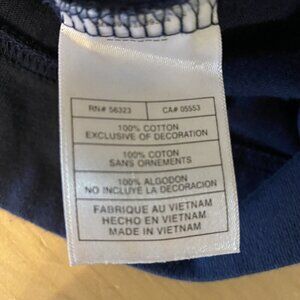 RN# 56323 CA# 05553
100% COTTON
EXCLUSIVE OF DECORATION
100% COTON
SANS ORNEMENTS
100% ALGODON
NO INCLUYE LA DECORACION
FABRIQUE AU VIETNAM
HECHO EN VIETNAM
MADE IN VIETNAM